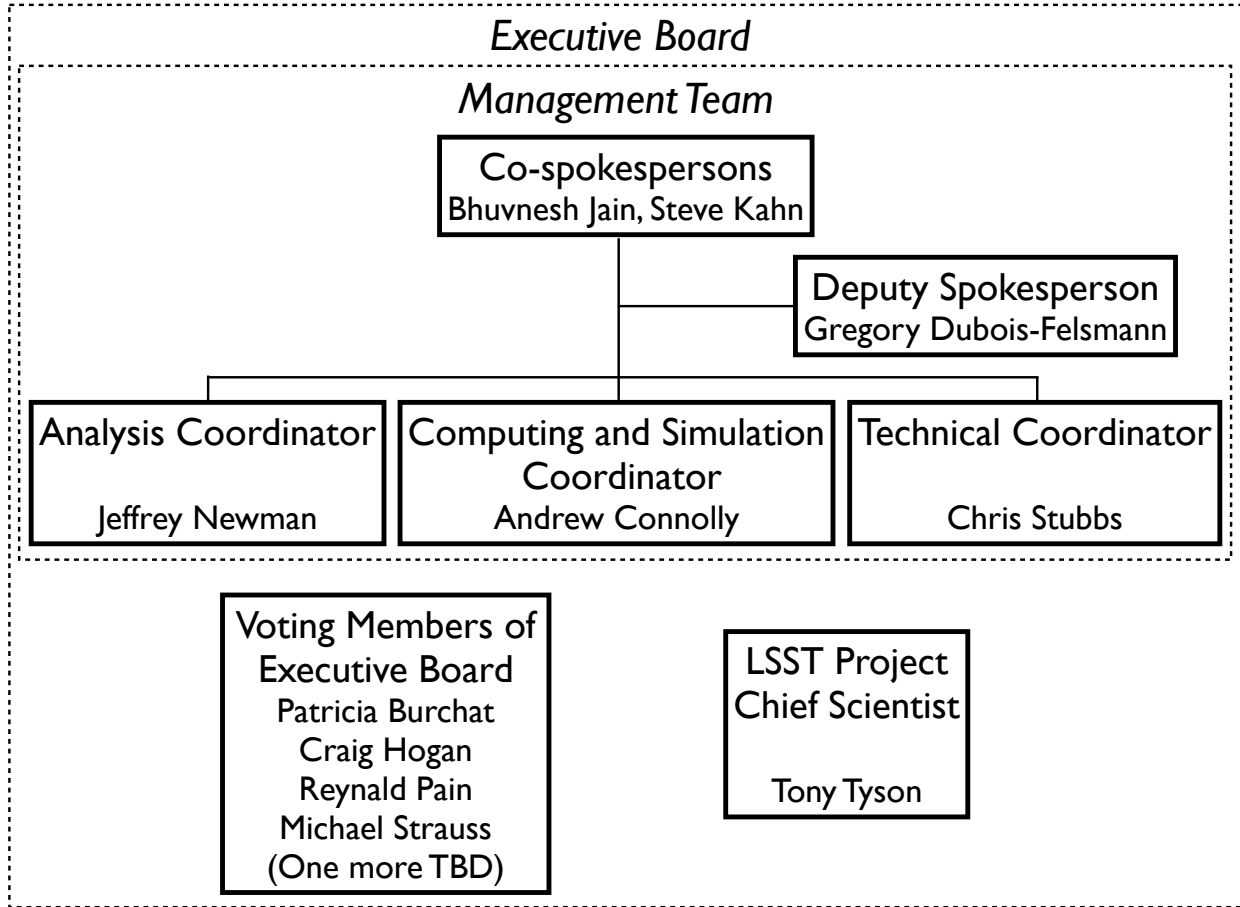 Executive Board
Management Team
Co-spokespersons
Bhuvnesh Jain, Steve Kahn
Deputy Spokesperson
Gregory Dubois-Felsmann
Analysis Coordinator
Jeffrey Newman
Computing and Simulation
Coordinator
Andrew Connolly
Technical Coordinator
Chris Stubbs
Voting Members of
Executive Board
Patricia Burchat
Craig Hogan
Reynald Pain
Michael Strauss
(One more TBD)
LSST Project
Chief Scientist
Tony Tyson